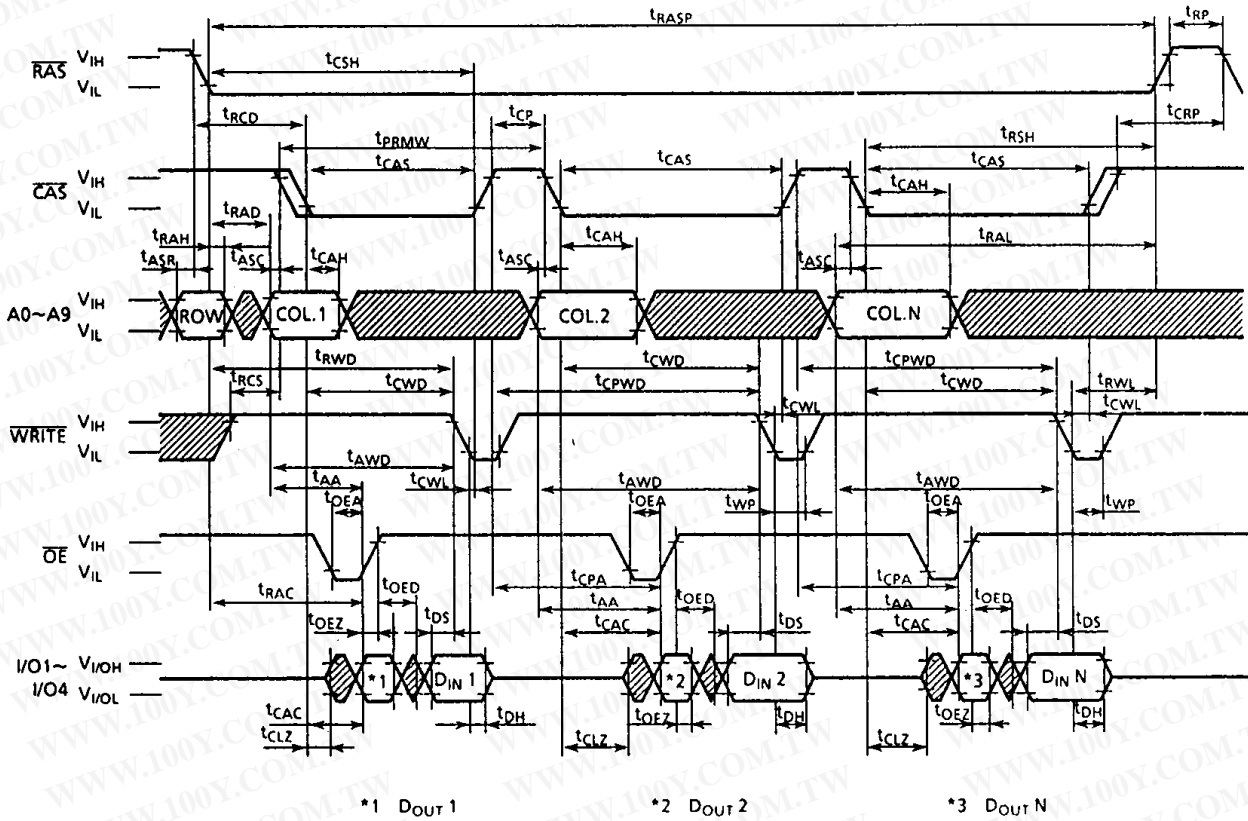 tRASP
tRP
RAS VIH
VIL
tCSH
tRCD
tCP
tCRP
tPRMW
tRSH
tCAS
tCAS
tCAS
CAS VIH
VIL
tCAH
tRAD
tRAH
tCAH
tRAL
tASR
tASC
tCAH
tASC
tASC
A0~A9 VIH
VIL
ROW
COL.1
COL.2
COL.N
tRWD
tCWD
tCPWD
tRCS
tCWD
tCPWD
tCWD
tRWL
tCWL
tCWL
WRITE VIH
VIL
tAWD
tAA
tCWL
tAWD
tAWD
tOEA
tOEA
tWP
tOEA
tWP
OE VIH
VIL
tRAC
tOED
tCPA
tCPA
tAA
tOED
tAA
tOED
tOEZ
tDS
tCAC
tDS
tCAC
tDS
I/O1~ VI/OH
I/O4 VI/OL
*1
DIN 1
*2
DIN 2
*3
DIN N
tCAC
tDH
tOEZ
tDH
tOEZ
tDH
tCLZ
tCLZ
tCLZ
*1 DOUT 1
*2 DOUT 2
*3 DOUT N
WWW.100Y.COM.TW